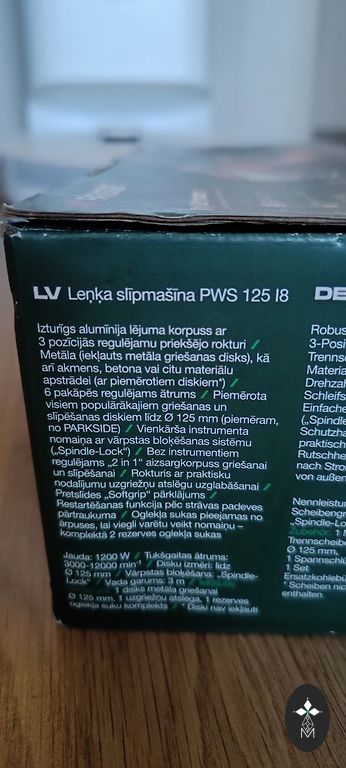 LV Leņķa slīpmašīna PWS 125 I8
Izturīgs alumīnija lējuma korpuss ar
3 pozīcijās regulējamu priekšējo rokturi /
Metāla (iekļauts metāla griešanas disks), kā
arī akmens, betona vai citu materiālu
apstrādei (ar piemērotiem diskiem*) /
6 pakāpēs regulējams ātrums / Piemērota
visiem populārākajiem griešanas un
slīpēšanas diskiem līdz Ø 125 mm (piemēram,
no PARKSIDE) / Vienkārša instrumenta
nomaiņa ar vārpstas bloķēšanas sistēmu
(„Spindle-Lock“) / Bez instrumentiem
regulējams „2 in 1“ aizsargkorpuss griešanai
un slīpēšanai / Rokturis ar praktisku
nodalījumu uzgriežņu atslēgu uzglabāšanai /
Pretslīdes „Softgrip“ pārklājums /
Restartēšanas funkcija pēc strāvas padeves
pārtraukuma / Oglekļa sukas pieejamas no
ārpuses, lai viegli varētu veikt nomaiņu –
komplektā 2 rezerves oglekļa sukas
Jauda: 1200 W / Tukšgaitas ātrums:
3000-12000 min⁻¹ / Disku izmēri: līdz
Ø 125 mm / Vārpstas bloķēšana: „Spindle-
Lock“ / Vada garums: 3 m /
1 disks metāla griešanai
Ø 125 mm, 1 uzgriežņu atslēga, 1 rezerves
oglekļa suku komplekts / * Diski nav iekļauti
DE
Robus
3-Posi
Trennsc
Materia
Drehzah
Schleifs
Einfache
(„Spindl
Schutzha
praktisch
Rutschhe
nach Stro
von außen
Nennleistun
Scheibengr
„Spindle-Lo
Zubehör: 1
Trennscheibe
Ø 125 mm,
1 Spannschlü
1 Set
Ersatzkohlebü
* Scheiben nic
enthalten